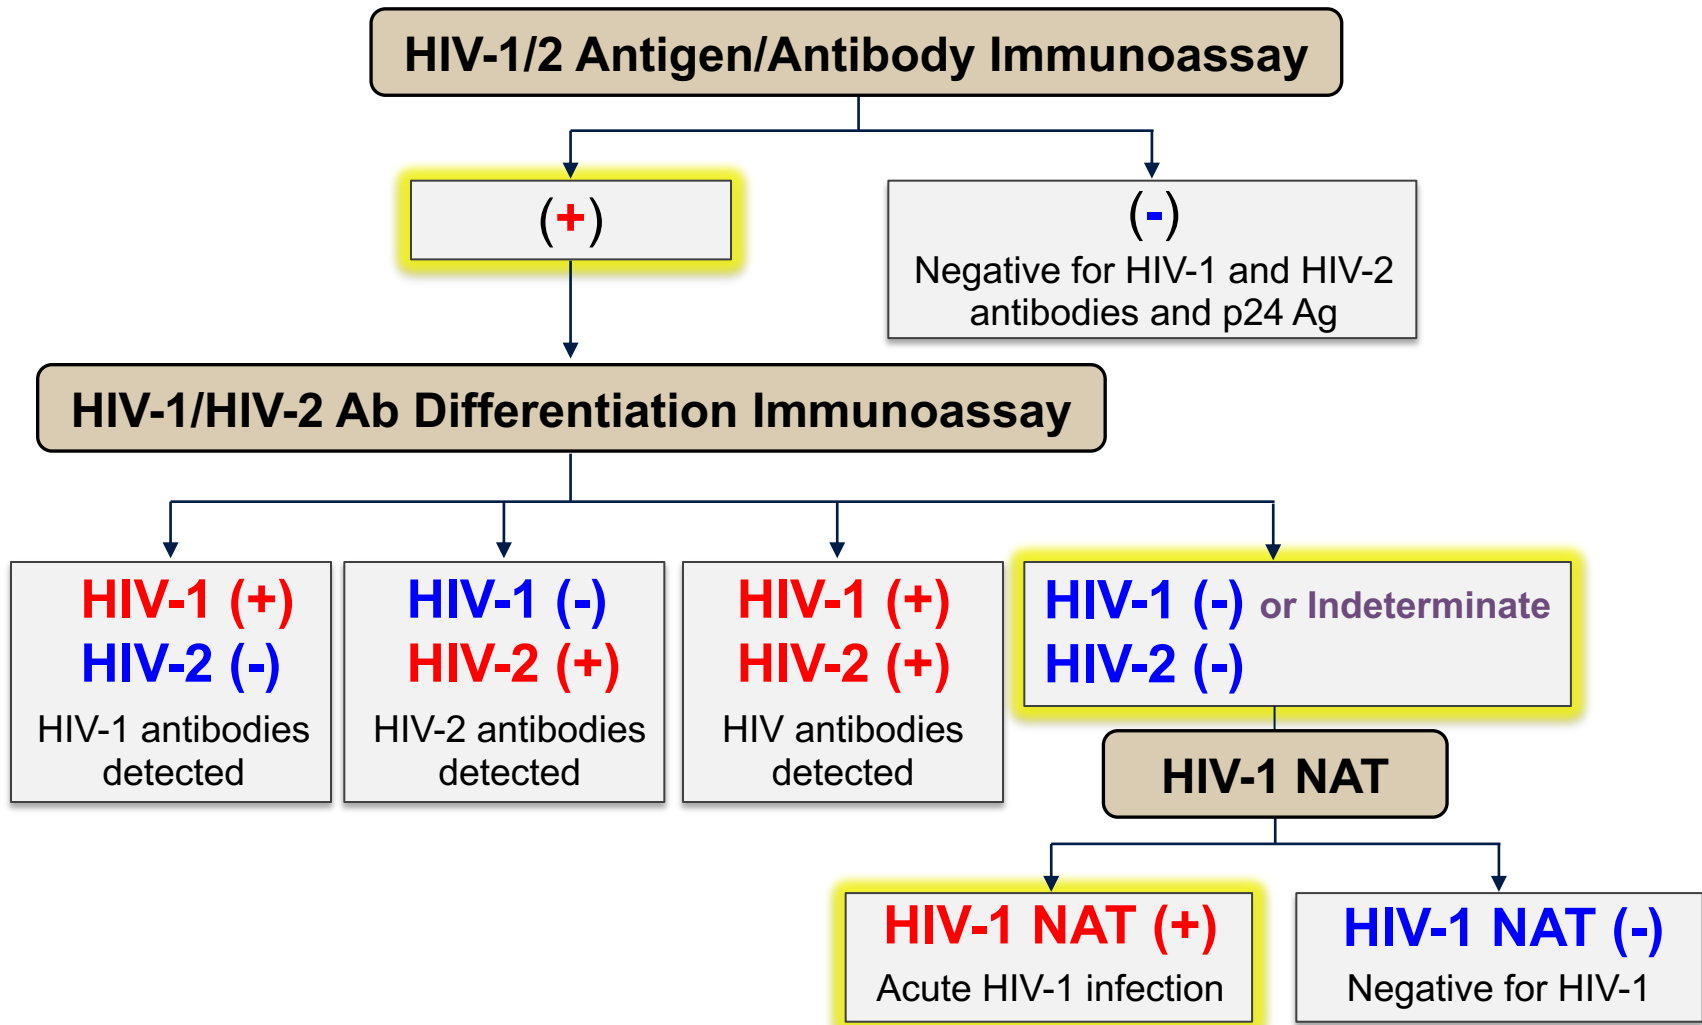 HIV-1/2 Antigen/Antibody Immunoassay
(+)
(-)
Negative for HIV-1 and HIV-2
antibodies and p24 Ag
HIV-1/HIV-2 Ab Differentiation Immunoassay
HIV-1 (+)
HIV-2 (-)
HIV-1 antibodies
detected
HIV-1 (-)
HIV-2 (+)
HIV-2 antibodies
detected
HIV-1 (+)
HIV-2 (+)
HIV antibodies
detected
HIV-1 (-) or Indeterminate
HIV-2 (-)
HIV-1 NAT
HIV-1 NAT (+)
Acute HIV-1 infection
HIV-1 NAT (-)
Negative for HIV-1